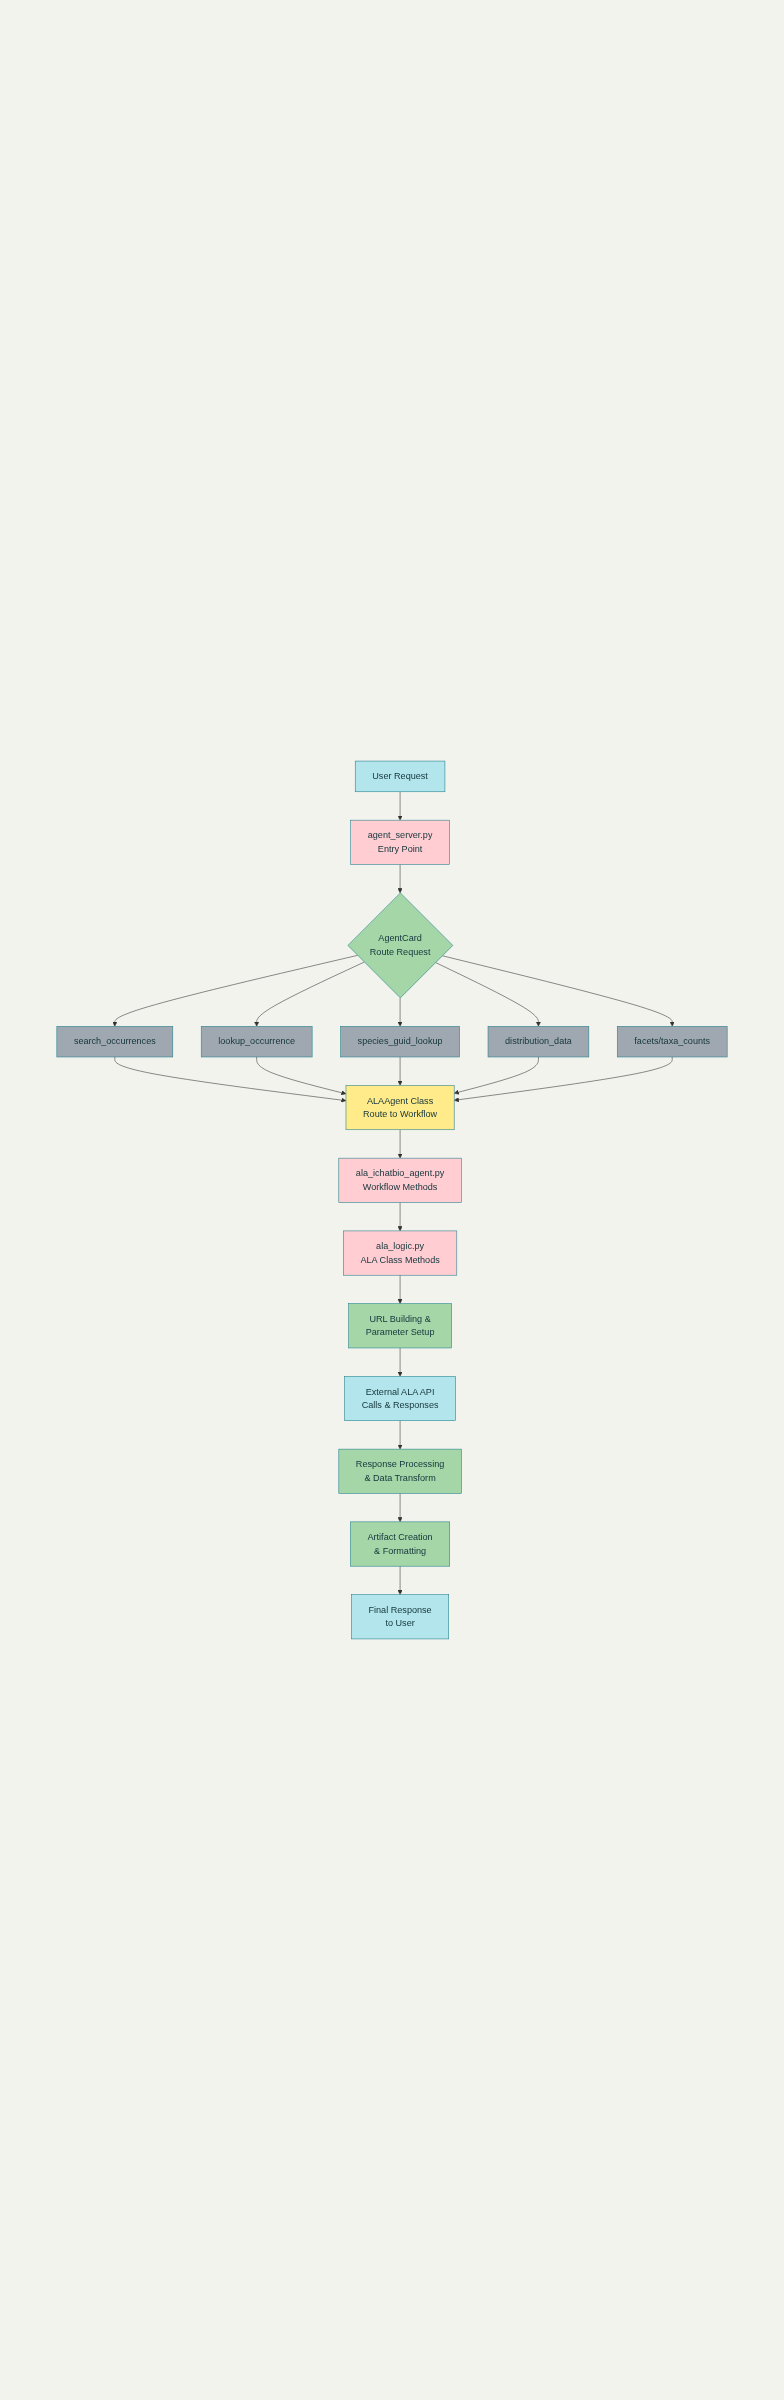 User Request
agent_server.py
Entry Point
AgentCard
Route Request
search_occurrences
lookup_occurrence
species_guid_lookup
distribution_data
facets/taxa_counts
ALAAgent Class
Route to Workflow
ala_ichatbio_agent.py
Workflow Methods
ala_logic.py
ALA Class Methods
URL Building &
Parameter Setup
External ALA API
Calls & Responses
Response Processing
& Data Transform
Artifact Creation
& Formatting
Final Response
to User